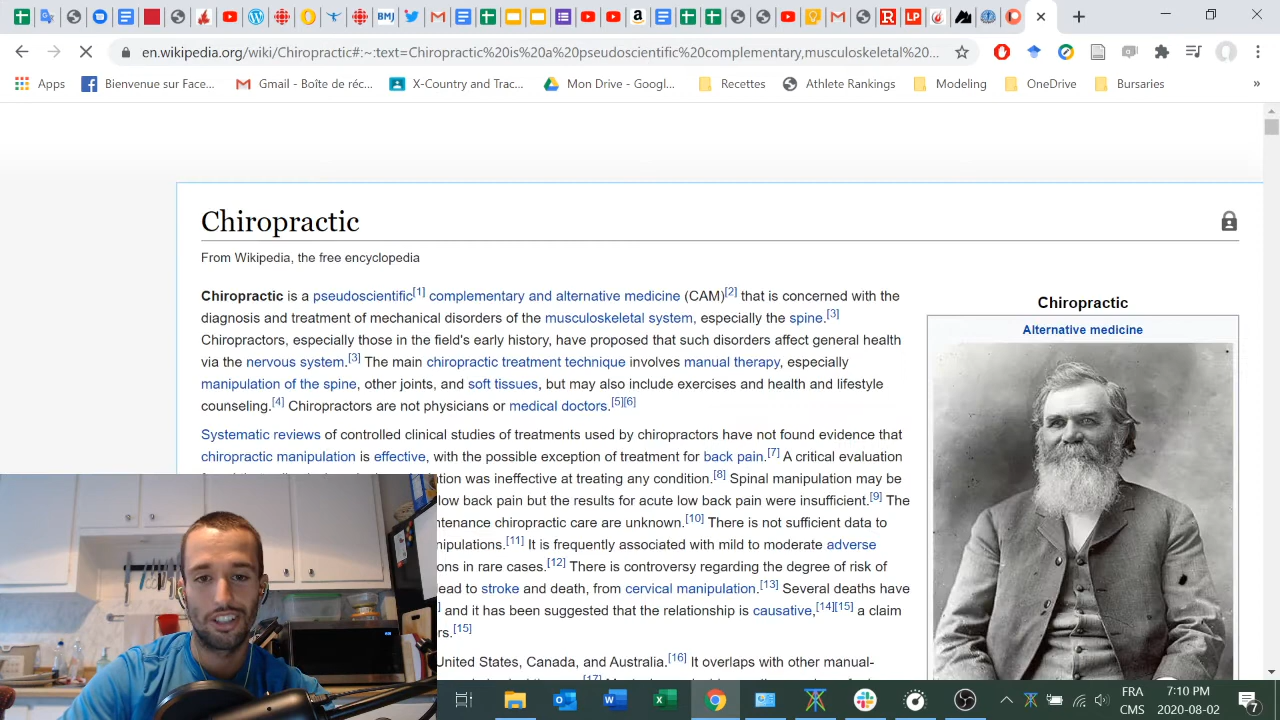 en.wikipedia.org/wiki/Chiropractic#:~:text=Chiropractic%20is%20a%20pseudoscientific%20complementary,musculoskeletal%20...
Apps Bienvenue sur Face... Gmail - Boîte de réc... X-Country and Trac... Mon Drive - Googl... Recettes Athlete Rankings Modeling OneDrive Bursaries »
Chiropractic
From Wikipedia, the free encyclopedia
Chiropractic is a pseudoscientific[1] complementary and alternative medicine (CAM)[2] that is concerned with the
diagnosis and treatment of mechanical disorders of the musculoskeletal system, especially the spine.[3]
Chiropractors, especially those in the field's early history, have proposed that such disorders affect general health
via the nervous system.[3] The main chiropractic treatment technique involves manual therapy, especially
manipulation of the spine, other joints, and soft tissues, but may also include exercises and health and lifestyle
counseling.[4] Chiropractors are not physicians or medical doctors.[5][6]
Systematic reviews of controlled clinical studies of treatments used by chiropractors have not found evidence that
chiropractic manipulation is effective, with the possible exception of treatment for back pain.[7] A critical evaluation
tion was ineffective at treating any condition.[8] Spinal manipulation may be
low back pain but the results for acute low back pain were insufficient.[9] The
ntenance chiropractic care are unknown.[10] There is not sufficient data to
nipulations.[11] It is frequently associated with mild to moderate adverse
ons in rare cases.[12] There is controversy regarding the degree of risk of
ead to stroke and death, from cervical manipulation.[13] Several deaths have
] and it has been suggested that the relationship is causative,[14][15] a claim
rs.[15]
United States, Canada, and Australia.[16] It overlaps with other manual-
[17]
Chiropractic
Alternative medicine
FRA
CMS
7:10 PM
2020-08-02
7